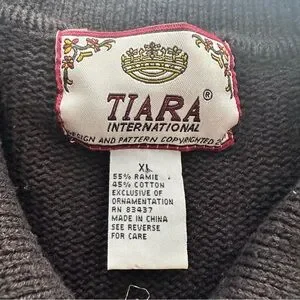 TIARA®
INTERNATIONAL
DESIGN AND PATTERN COPYRIGHTED
XL
55% RAMIE
45% COTTON
EXCLUSIVE OF
ORNAMENTATION
RN 83437
MADE IN CHINA
SEE REVERSE
FOR CARE